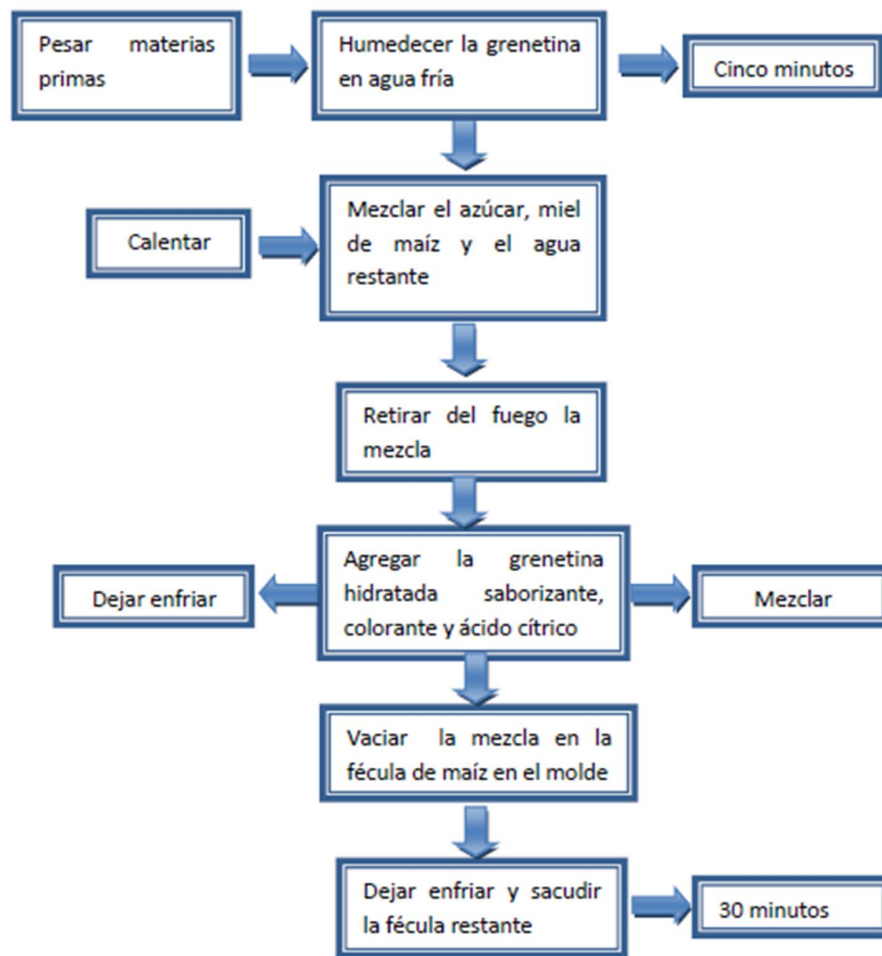 Pesar materias
primas
Humedecer la grenetina
en agua fría
Cinco minutos
Calentar
Mezclar el azúcar, miel
de maíz y el agua
restante
Retirar del fuego la
mezcla
Dejar enfriar
Agregar la grenetina
hidratada saborizante,
colorante y ácido cítrico
Mezclar
Vaciar la mezcla en la
fécula de maíz en el molde
Dejar enfriar y sacudir
la fécula restante
30 minutos